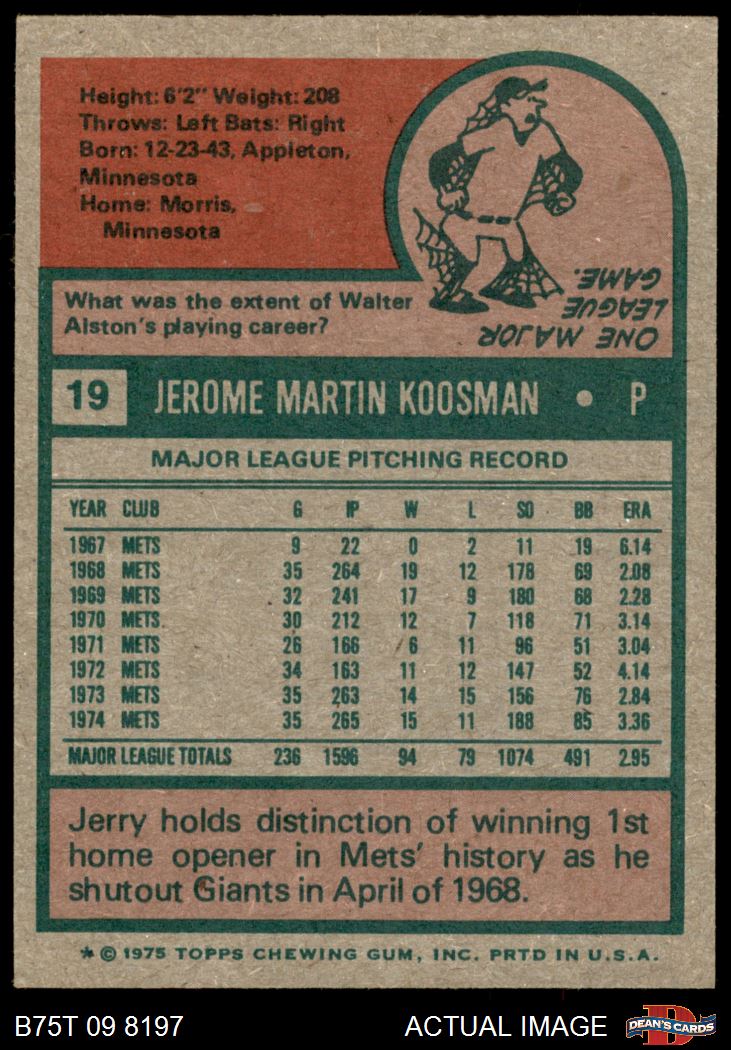 Height: 6'2" Weight: 208
Throws: Left Bats: Right
Born: 12-23-43, Appleton,
Minnesota
Home: Morris,
Minnesota
What was the extent of Walter
Alston's playing career?
ONE MAJOR
LEAGUE
GAME.
19 JEROME MARTIN KOOSMAN • P
MAJOR LEAGUE PITCHING RECORD
YEAR CLUB G IP W L SO BB ERA
1967 METS 9 22 0 2 11 19 6.14
1968 METS 35 264 19 12 178 69 2.08
1969 METS 32 241 17 9 180 68 2.28
1970 METS 30 212 12 7 118 71 3.14
1971 METS 26 166 6 11 96 51 3.04
1972 METS 34 163 11 12 147 52 4.14
1973 METS 35 263 14 15 156 76 2.84
1974 METS 35 265 15 11 188 85 3.36
MAJOR LEAGUE TOTALS 236 1596 94 79 1074 491 2.95
Jerry holds distinction of winning 1st
home opener in Mets' history as he
shutout Giants in April of 1968.
* © 1975 TOPPS CHEWING GUM, INC. PRTD IN U.S.A.
B75T 09 8197 ACTUAL IMAGE
DEAN'S CARDS